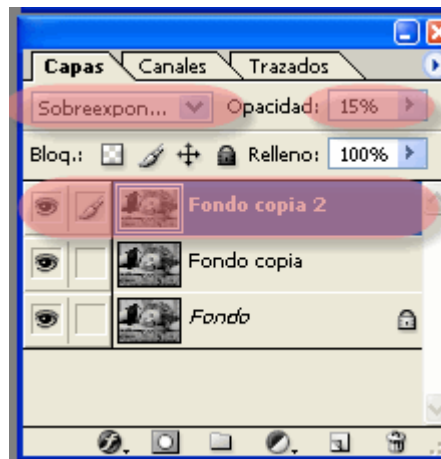 Capas Canales Trazados
Sobreexpon... Opacidad: 15%
Bloq.: Relleno: 100%
Fondo copia 2
Fondo copia
Fondo